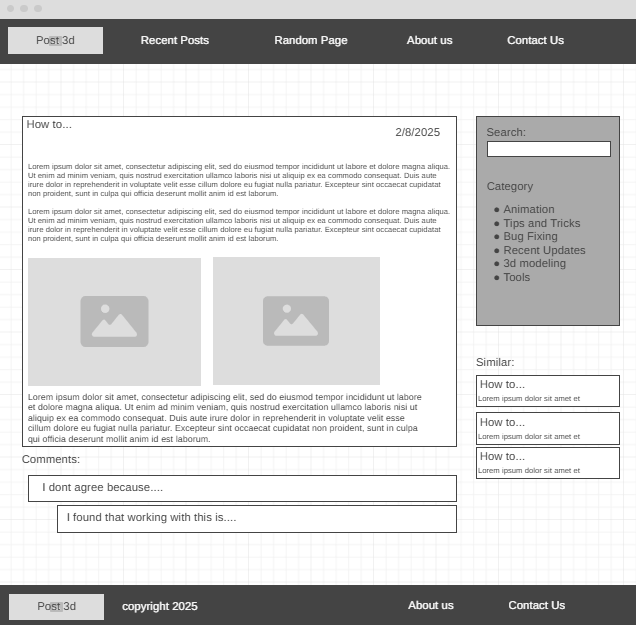 Post 3d
Recent Posts
Random Page
About us
Contact Us
How to...
2/8/2025
Lorem ipsum dolor sit amet, consectetur adipiscing elit, sed do eiusmod tempor incididunt ut labore et dolore magna aliqua.
Ut enim ad minim veniam, quis nostrud exercitation ullamco laboris nisi ut aliquip ex ea commodo consequat. Duis aute
irure dolor in reprehenderit in voluptate velit esse cillum dolore eu fugiat nulla pariatur. Excepteur sint occaecat cupidatat
non proident, sunt in culpa qui officia deserunt mollit anim id est laborum.
Lorem ipsum dolor sit amet, consectetur adipiscing elit, sed do eiusmod tempor incididunt ut labore et dolore magna aliqua.
Ut enim ad minim veniam, quis nostrud exercitation ullamco laboris nisi ut aliquip ex ea commodo consequat. Duis aute
irure dolor in reprehenderit in voluptate velit esse cillum dolore eu fugiat nulla pariatur. Excepteur sint occaecat cupidatat
non proident, sunt in culpa qui officia deserunt mollit anim id est laborum.
Lorem ipsum dolor sit amet, consectetur adipiscing elit, sed do eiusmod tempor incididunt ut labore
et dolore magna aliqua. Ut enim ad minim veniam, quis nostrud exercitation ullamco laboris nisi ut
aliquip ex ea commodo consequat. Duis aute irure dolor in reprehenderit in voluptate velit esse
cillum dolore eu fugiat nulla pariatur. Excepteur sint occaecat cupidatat non proident, sunt in culpa
qui officia deserunt mollit anim id est laborum.
Comments:
I dont agree because....
I found that working with this is....
Search:
Category
● Animation
● Tips and Tricks
● Bug Fixing
● Recent Updates
● 3d modeling
● Tools
Similar:
How to...
Lorem ipsum dolor sit amet et
How to...
Lorem ipsum dolor sit amet et
How to...
Lorem ipsum dolor sit amet et
Post 3d
copyright 2025
About us
Contact Us